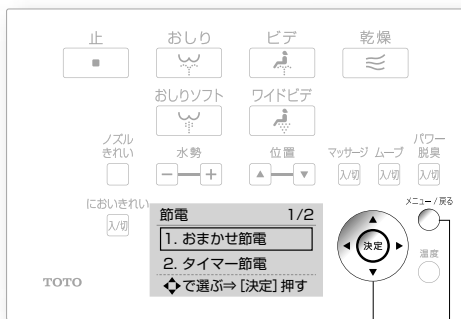 止 おしり ビデ 乾燥
おしりソフト ワイドビデ
ノズル
きれい
水勢 位置 マッサージ ムーブ
パワー
脱臭
入/切 入/切 入/切
においきれい
入/切
メニュー / 戻る
節電 1/2
1. おまかせ節電
2. タイマー節電
で選ぶ⇒ [決定] 押す
決定
温度
TOTO